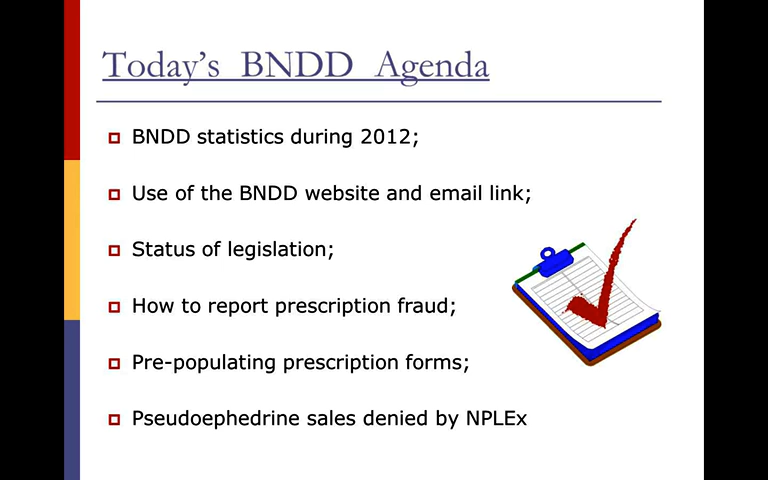 Today's BNDD Agenda
BNDD statistics during 2012;
Use of the BNDD website and email link;
Status of legislation;
How to report prescription fraud;
Pre-populating prescription forms;
Pseudoephedrine sales denied by NPLEx